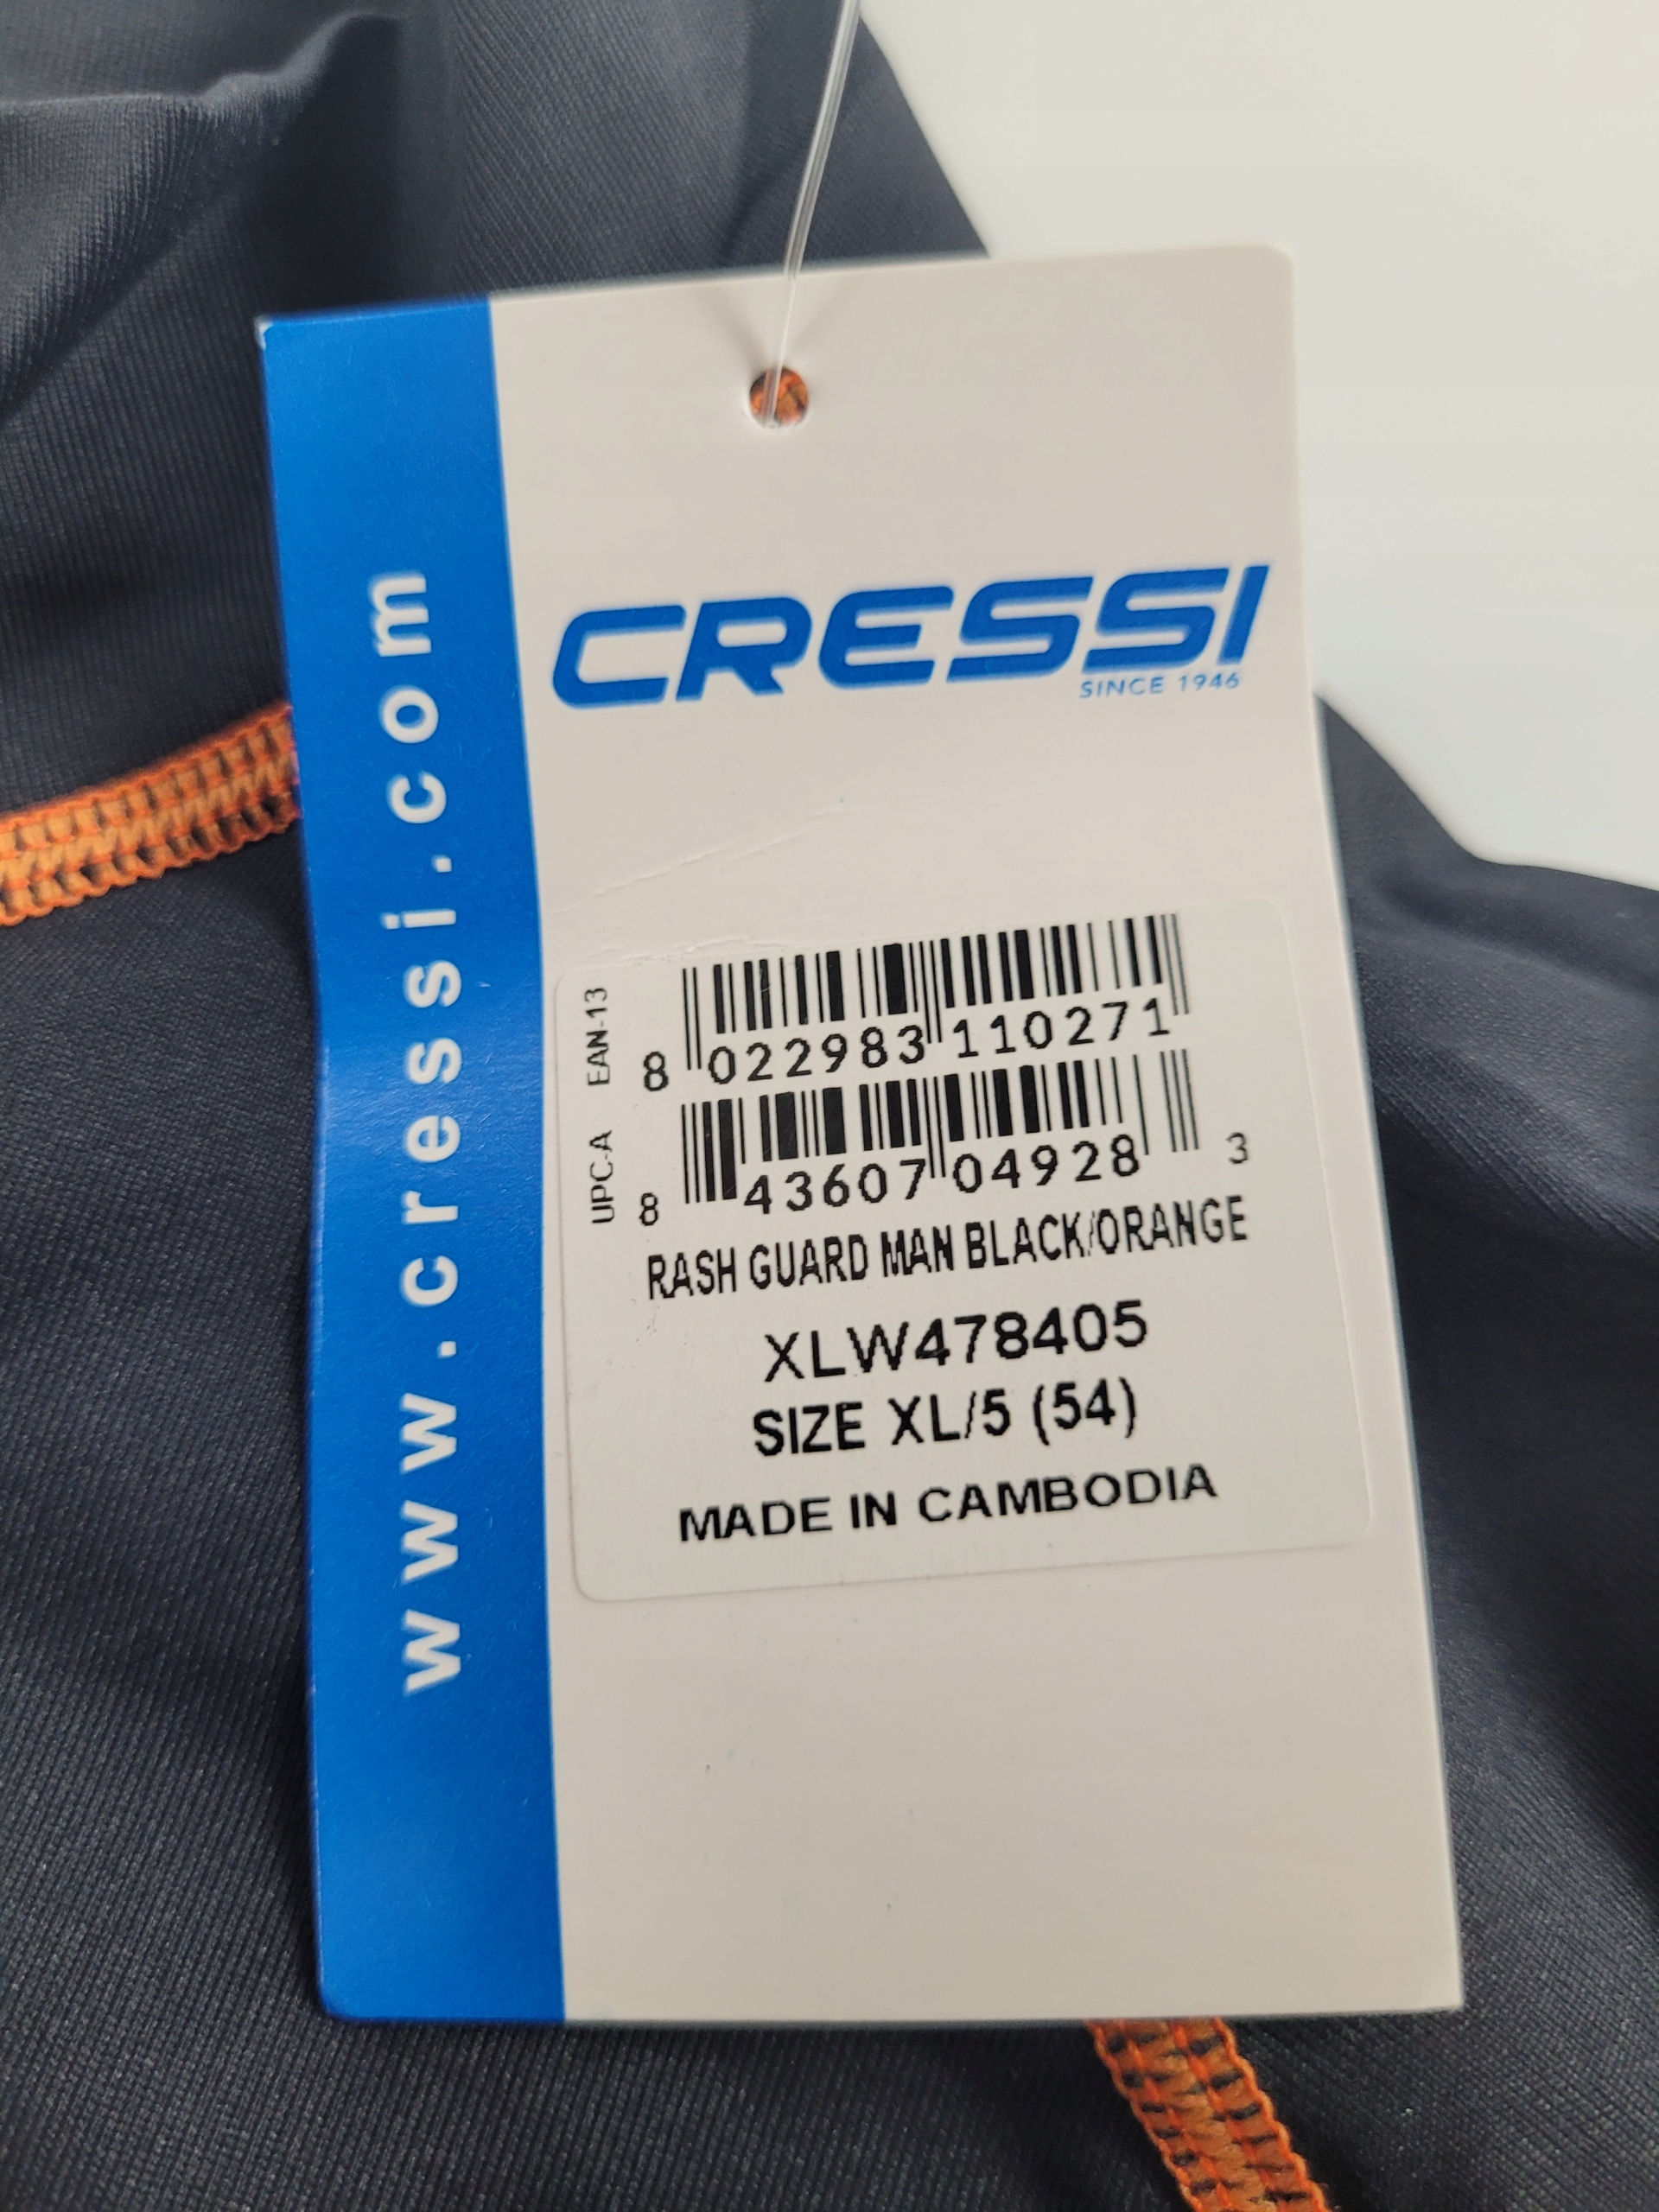 www.cressi.com
CRESSI
SINCE 1946
EAN-13
8 022983 110271
UPC-A
8 43607 04928 3
RASH GUARD MAN BLACK/ORANGE
XLW478405
SIZE XL/5 (54)
MADE IN CAMBODIA